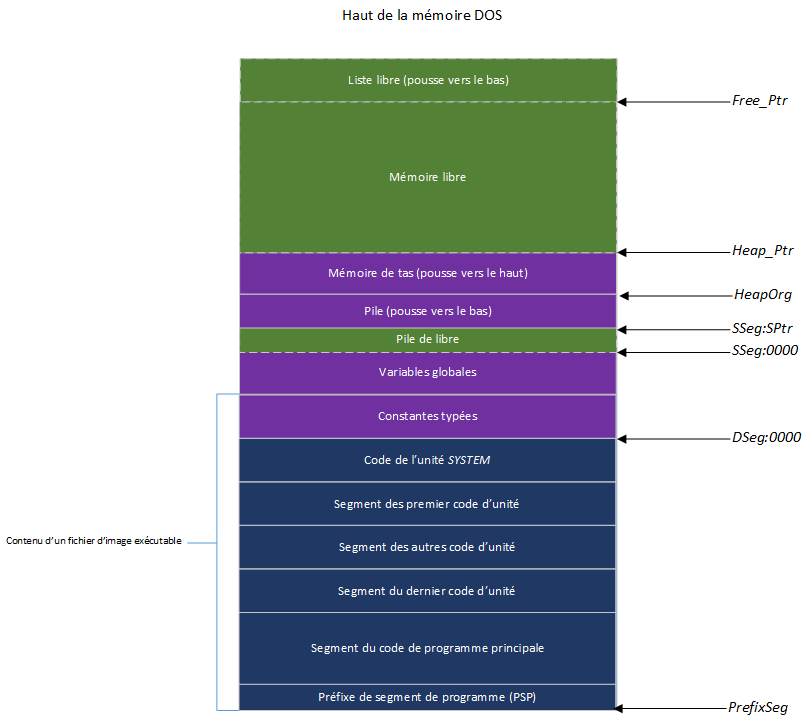 Haut de la mémoire DOS
Liste libre (pousse vers le bas)
Free_Ptr
Mémoire libre
Heap_Ptr
Mémoire de tas (pousse vers le haut)
HeapOrg
Pile (pousse vers le bas)
SSeg:SPtr
Pile de libre
SSeg:0000
Variables globales
Constantes typées
DSeg:0000
Code de l'unité SYSTEM
Segment des premier code d'unité
Contenu d'un fichier d'image exécutable
Segment des autres code d'unité
Segment du dernier code d'unité
Segment du code de programme principale
Préfixe de segment de programme (PSP)
PrefixSeg